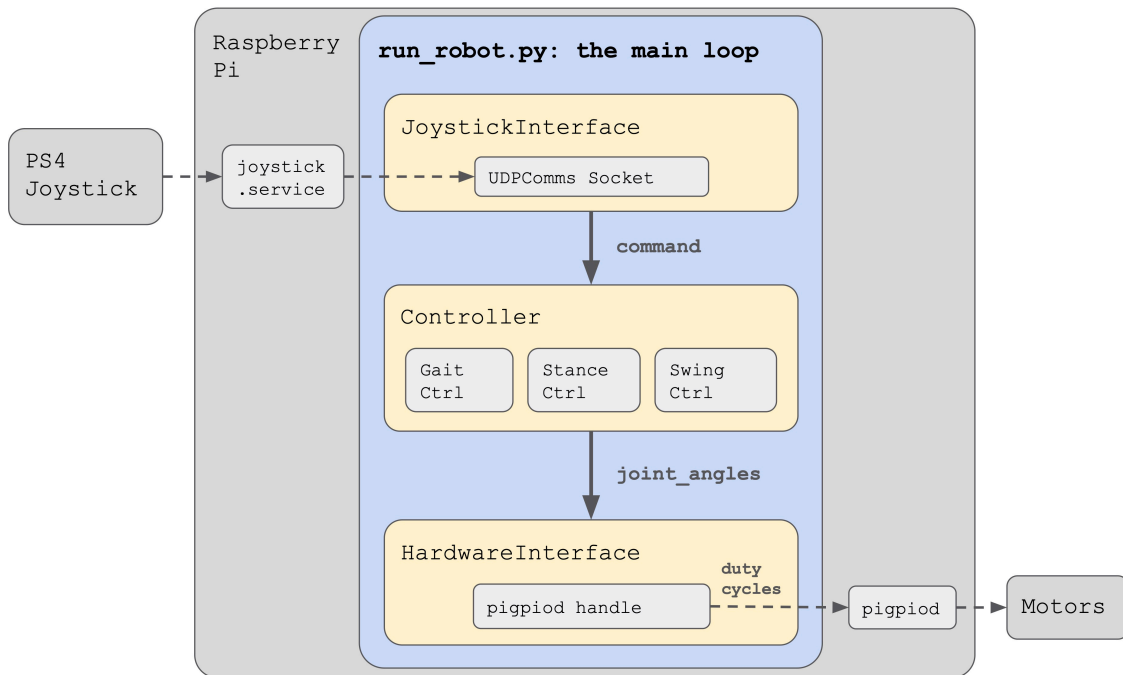 Raspberry
Pi
run_robot.py: the main loop
JoystickInterface
PS4
Joystick
joystick
.service
UDPComms Socket
command
Controller
Gait
Ctrl
Stance
Ctrl
Swing
Ctrl
joint_angles
HardwareInterface
duty
cycles
pigpiod handle
pigpiod
Motors